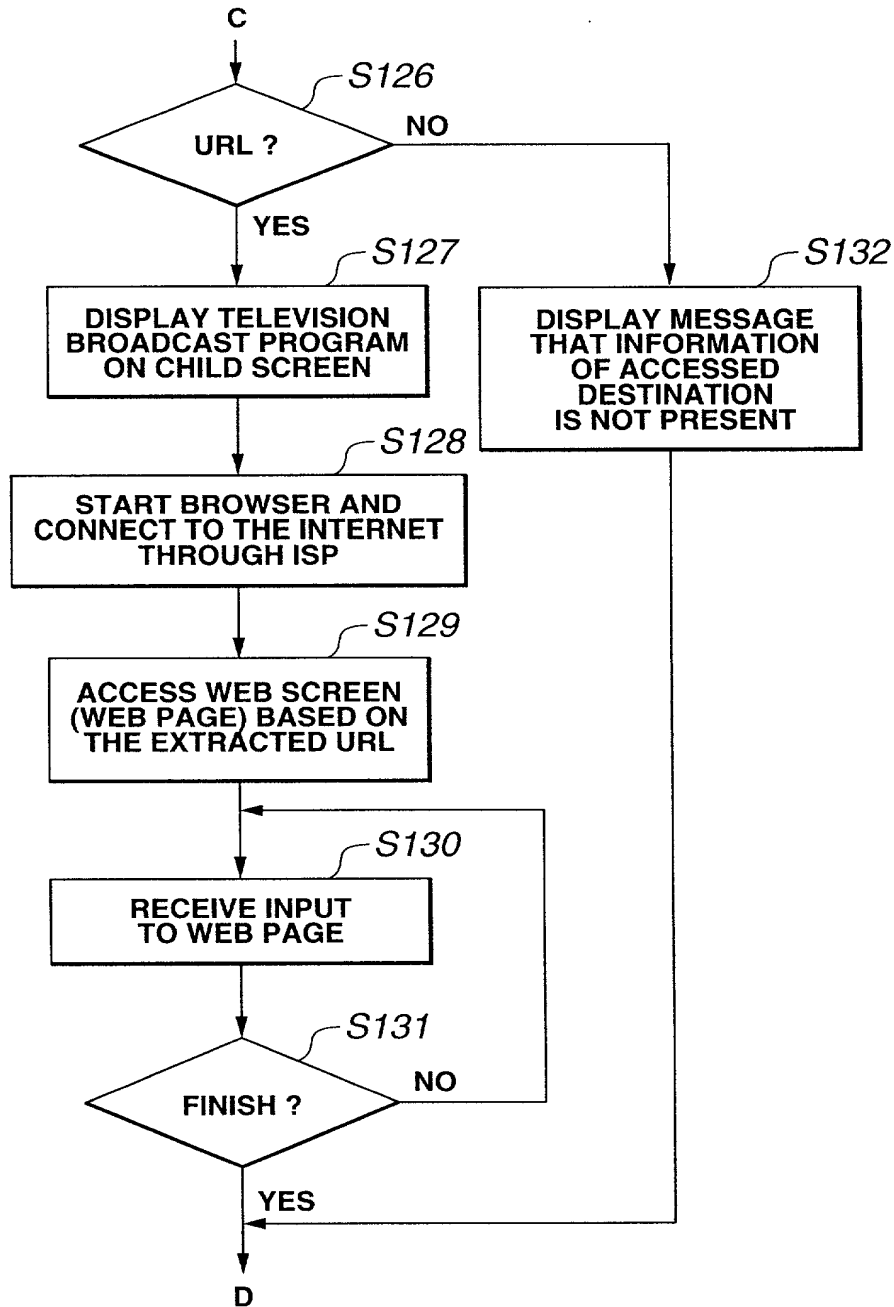 C
S126
URL ?
NO
YES
S127
DISPLAY TELEVISION
BROADCAST PROGRAM
ON CHILD SCREEN
S132
DISPLAY MESSAGE
THAT INFORMATION
OF ACCESSED
DESTINATION
IS NOT PRESENT
S128
START BROWSER AND
CONNECT TO THE INTERNET
THROUGH ISP
S129
ACCESS WEB SCREEN
(WEB PAGE) BASED ON
THE EXTRACTED URL
S130
RECEIVE INPUT
TO WEB PAGE
S131
FINISH ?
NO
YES
D